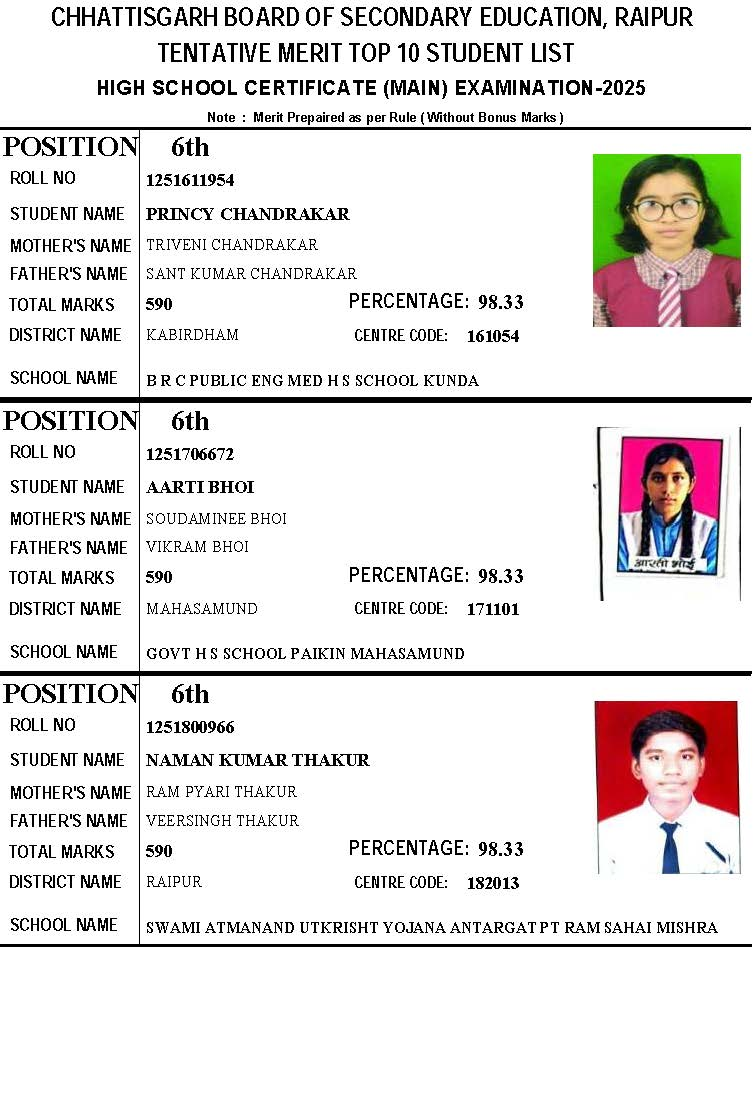 CHHATTISGARH BOARD OF SECONDARY EDUCATION, RAIPUR
TENTATIVE MERIT TOP 10 STUDENT LIST
HIGH SCHOOL CERTIFICATE (MAIN) EXAMINATION-2025
Note : Merit Prepaired as per Rule ( Without Bonus Marks )
POSITION 6th
ROLL NO 1251611954
STUDENT NAME PRINCY CHANDRAKAR
MOTHER'S NAME TRIVENI CHANDRAKAR
FATHER'S NAME SANT KUMAR CHANDRAKAR
TOTAL MARKS 590 PERCENTAGE: 98.33
DISTRICT NAME KABIRDHAM CENTRE CODE: 161054
SCHOOL NAME B R C PUBLIC ENG MED H S SCHOOL KUNDA
POSITION 6th
ROLL NO 1251706672
STUDENT NAME AARTI BHOI
MOTHER'S NAME SOUDAMINEE BHOI
FATHER'S NAME VIKRAM BHOI
TOTAL MARKS 590 PERCENTAGE: 98.33
DISTRICT NAME MAHASAMUND CENTRE CODE: 171101
SCHOOL NAME GOVT H S SCHOOL PAIKIN MAHASAMUND
आरती भोई
POSITION 6th
ROLL NO 1251800966
STUDENT NAME NAMAN KUMAR THAKUR
MOTHER'S NAME RAM PYARI THAKUR
FATHER'S NAME VEERSINGH THAKUR
TOTAL MARKS 590 PERCENTAGE: 98.33
DISTRICT NAME RAIPUR CENTRE CODE: 182013
SCHOOL NAME SWAMI ATMANAND UTKRISHT YOJANA ANTARGAT PT RAM SAHAI MISHRA